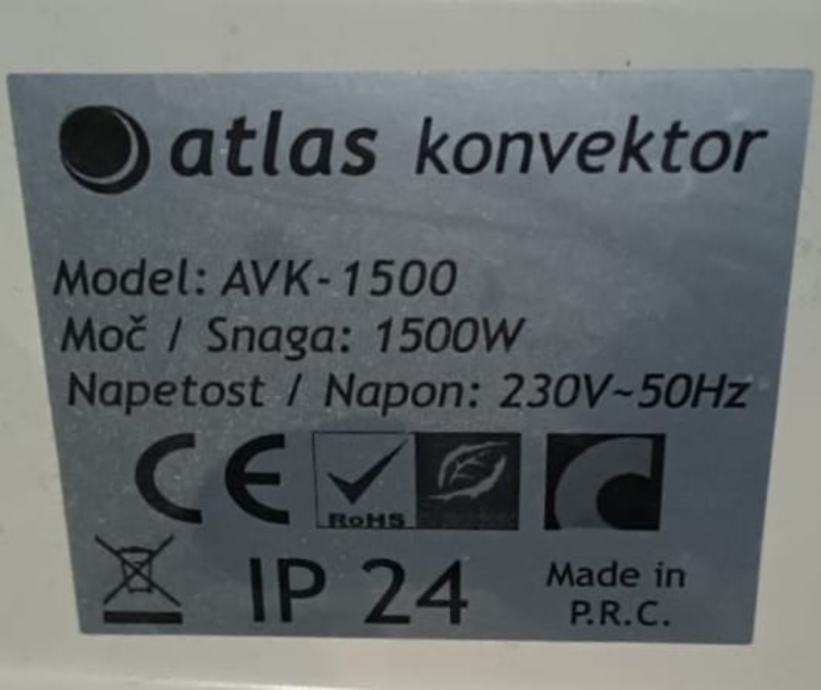 atlas konvektor
Model: AVK-1500
Moč / Snaga: 1500W
Napetost / Napon: 230V~50Hz
CE RoHS
IP 24 Made in
P.R.C.